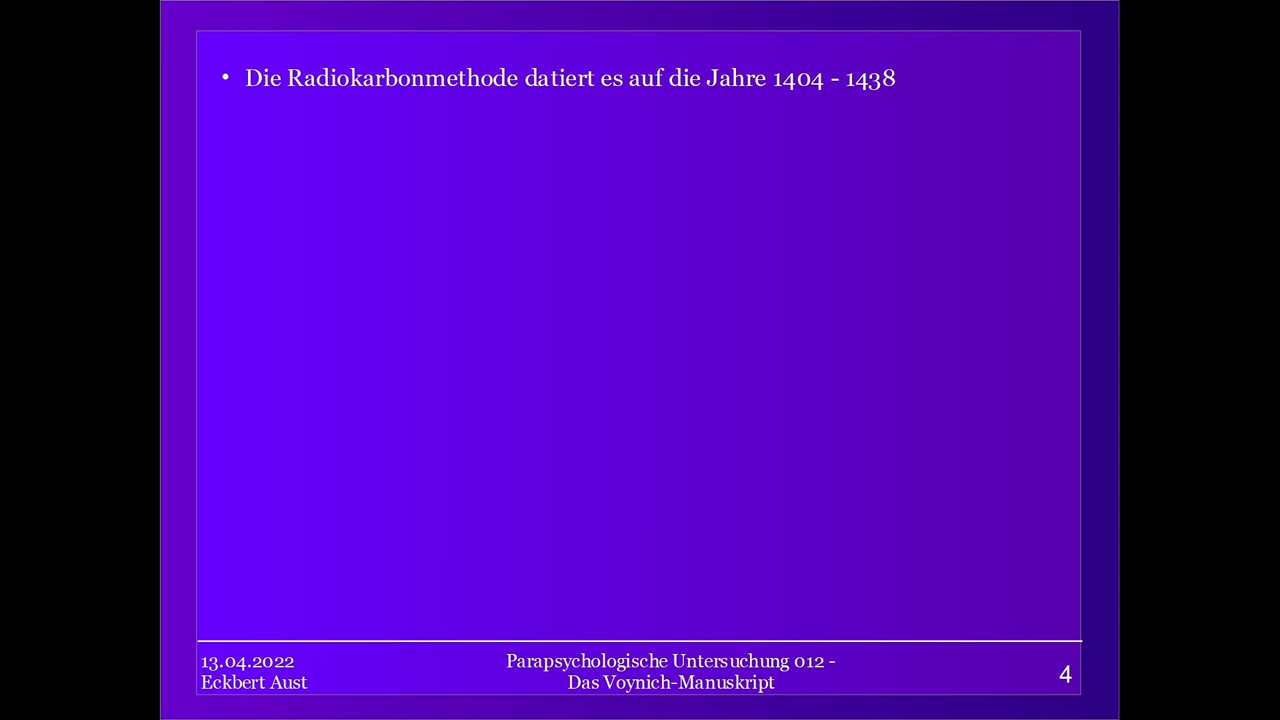 • Die Radiokarbonmethode datiert es auf die Jahre 1404 - 1438
13.04.2022
Eckbert Aust
Parapsychologische Untersuchung 012 -
Das Voynich-Manuskript
4